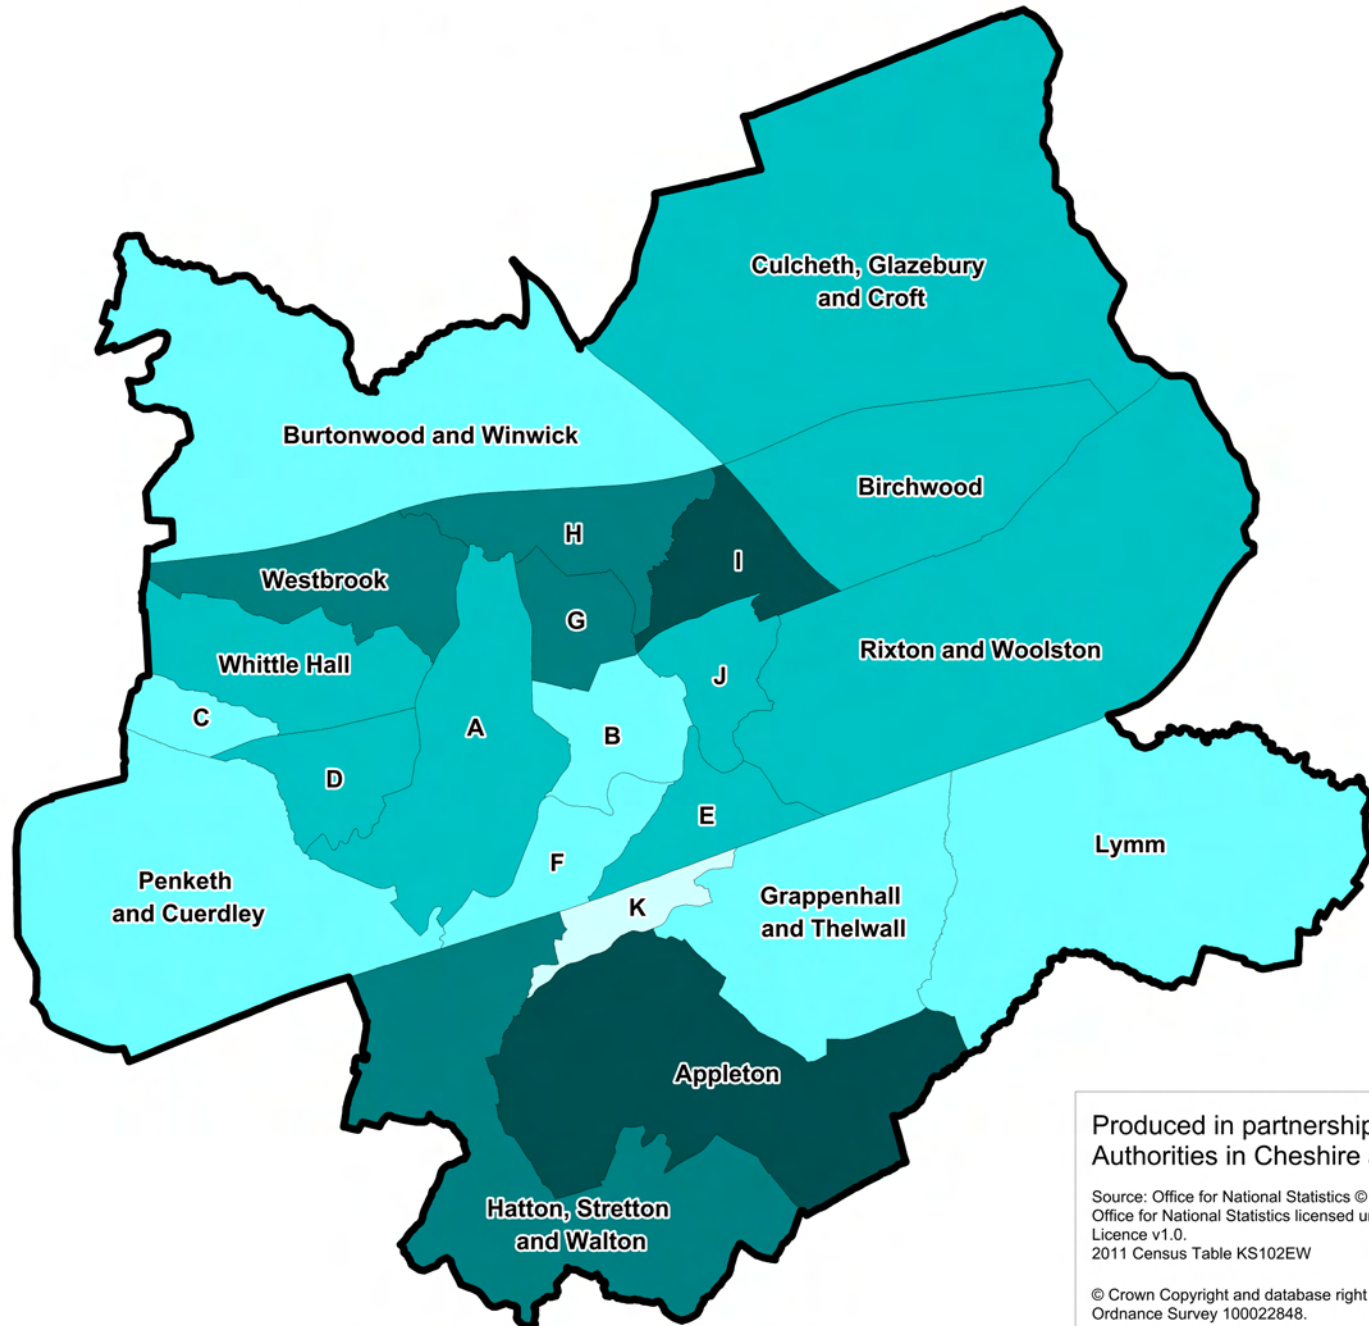 Culcheth, Glazebury
and Croft
Burtonwood and Winwick
Birchwood
H
I
Westbrook
G
Rixton and Woolston
Whittle Hall
J
C
A
B
D
E
Lymm
F
Penketh
and Cuerdley
Grappenhall
and Thelwall
K
Appleton
Hatton, Stretton
and Walton
Produced in partnership
Authorities in Cheshire
Source: Office for National Statistics ©
Office for National Statistics licensed
Licence v1.0.
2011 Census Table KS102EW
© Crown Copyright and database right
Ordnance Survey 100022848.